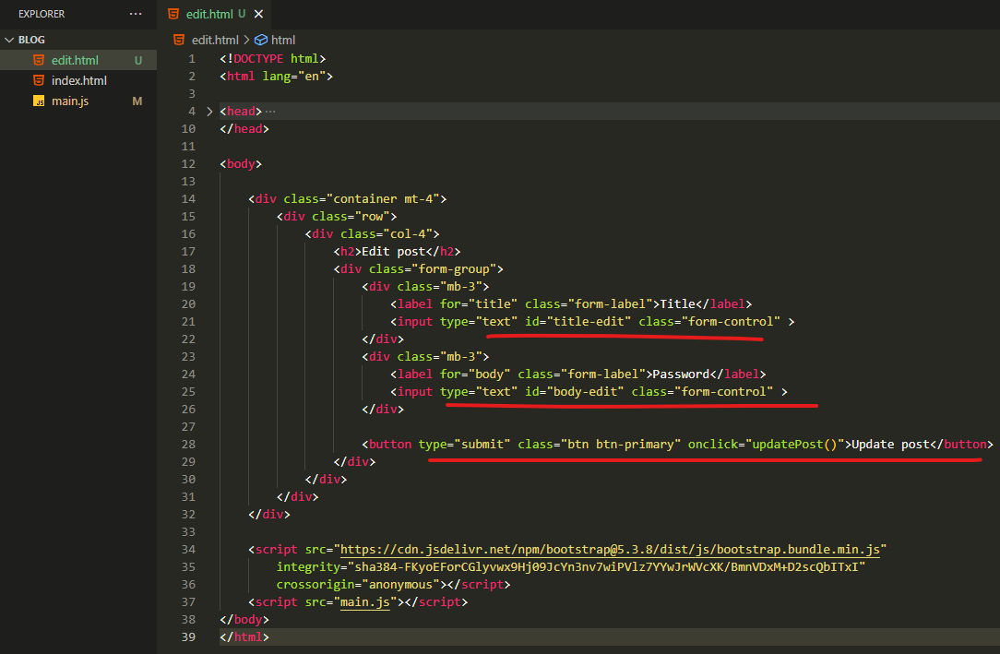 EXPLORER ···
edit.html U ×
BLOG
edit.html > html
edit.html U
index.html
JS main.js M
1 <!DOCTYPE html>
2 <html lang="en">
3
4 <head>···
10 </head>
11
12 <body>
13
14 <div class="container mt-4">
15 <div class="row">
16 <div class="col-4">
17 <h2>Edit post</h2>
18 <div class="form-group">
19 <div class="mb-3">
20 <label for="title" class="form-label">Title</label>
21 <input type="text" id="title-edit" class="form-control" >
22 </div>
23 <div class="mb-3">
24 <label for="body" class="form-label">Password</label>
25 <input type="text" id="body-edit" class="form-control" >
26 </div>
27
28 <button type="submit" class="btn btn-primary" onclick="updatePost()">Update post</button>
29 </div>
30 </div>
31 </div>
32 </div>
33
34 <script src="https://cdn.jsdelivr.net/npm/bootstrap@5.3.8/dist/js/bootstrap.bundle.min.js"
35 integrity="sha384-FKyoEForCGlyvwx9Hj09JcYn3nv7wiPVlz7YYwJrWVcXK/BmnVDxM+D2scQbITxI"
36 crossorigin="anonymous"></script>
37 <script src="main.js"></script>
38 </body>
39 </html>